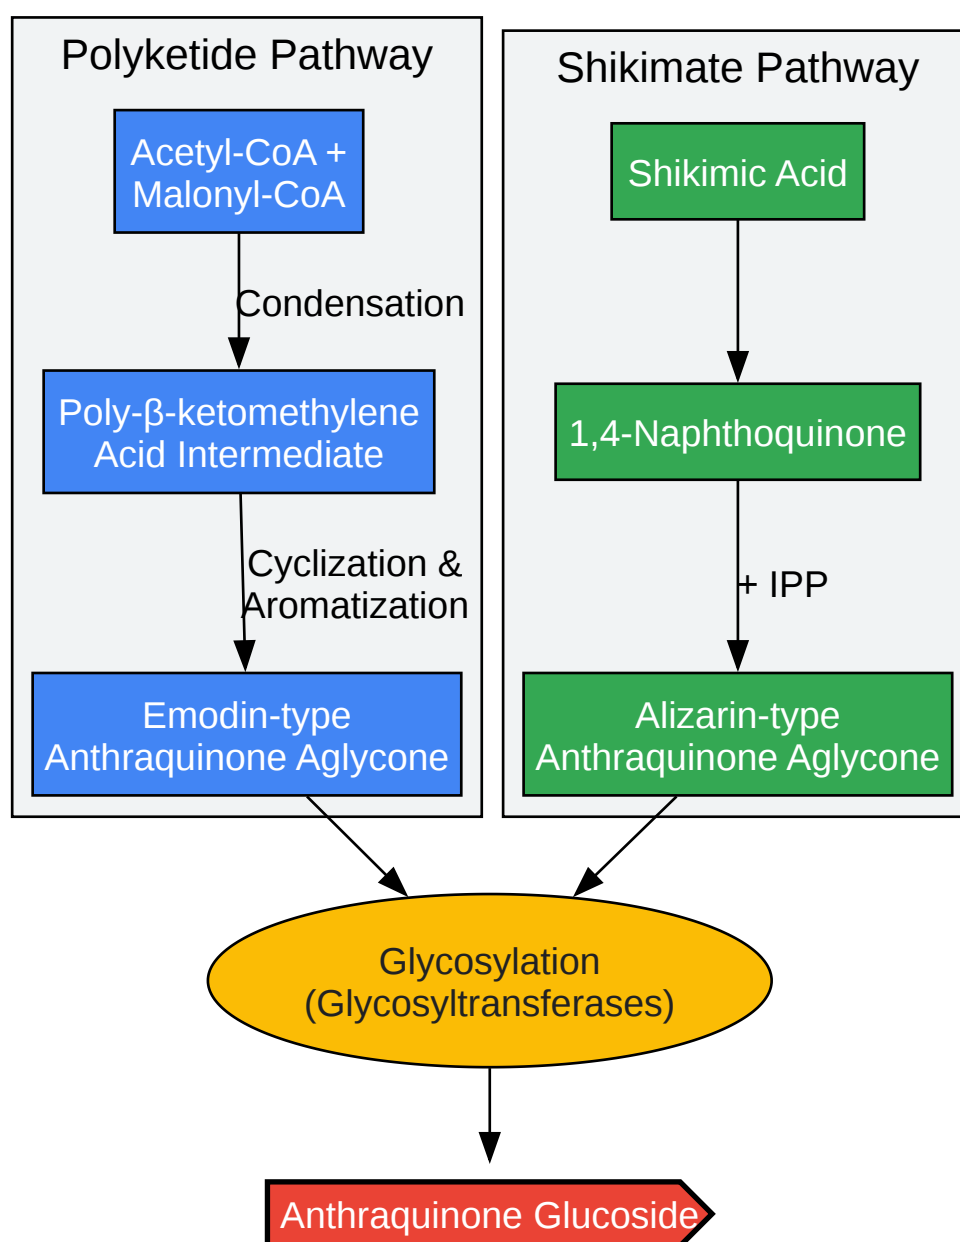 Polyketide Pathway
Acetyl-CoA +
Malonyl-CoA
Condensation
Poly-β-ketomethylene
Acid Intermediate
Cyclization &
Aromatization
Emodin-type
Anthraquinone Aglycone
Shikimate Pathway
Shikimic Acid
1,4-Naphthoquinone
+ IPP
Alizarin-type
Anthraquinone Aglycone
Glycosylation
(Glycosyltransferases)
Anthraquinone Glucoside